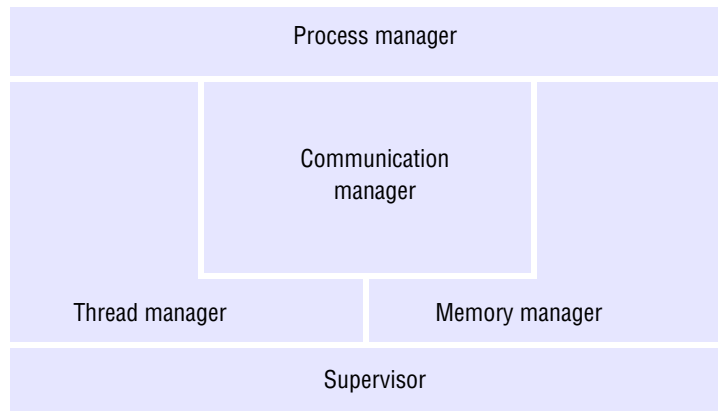 Process manager
Communication
manager
Thread manager
Memory manager
Supervisor